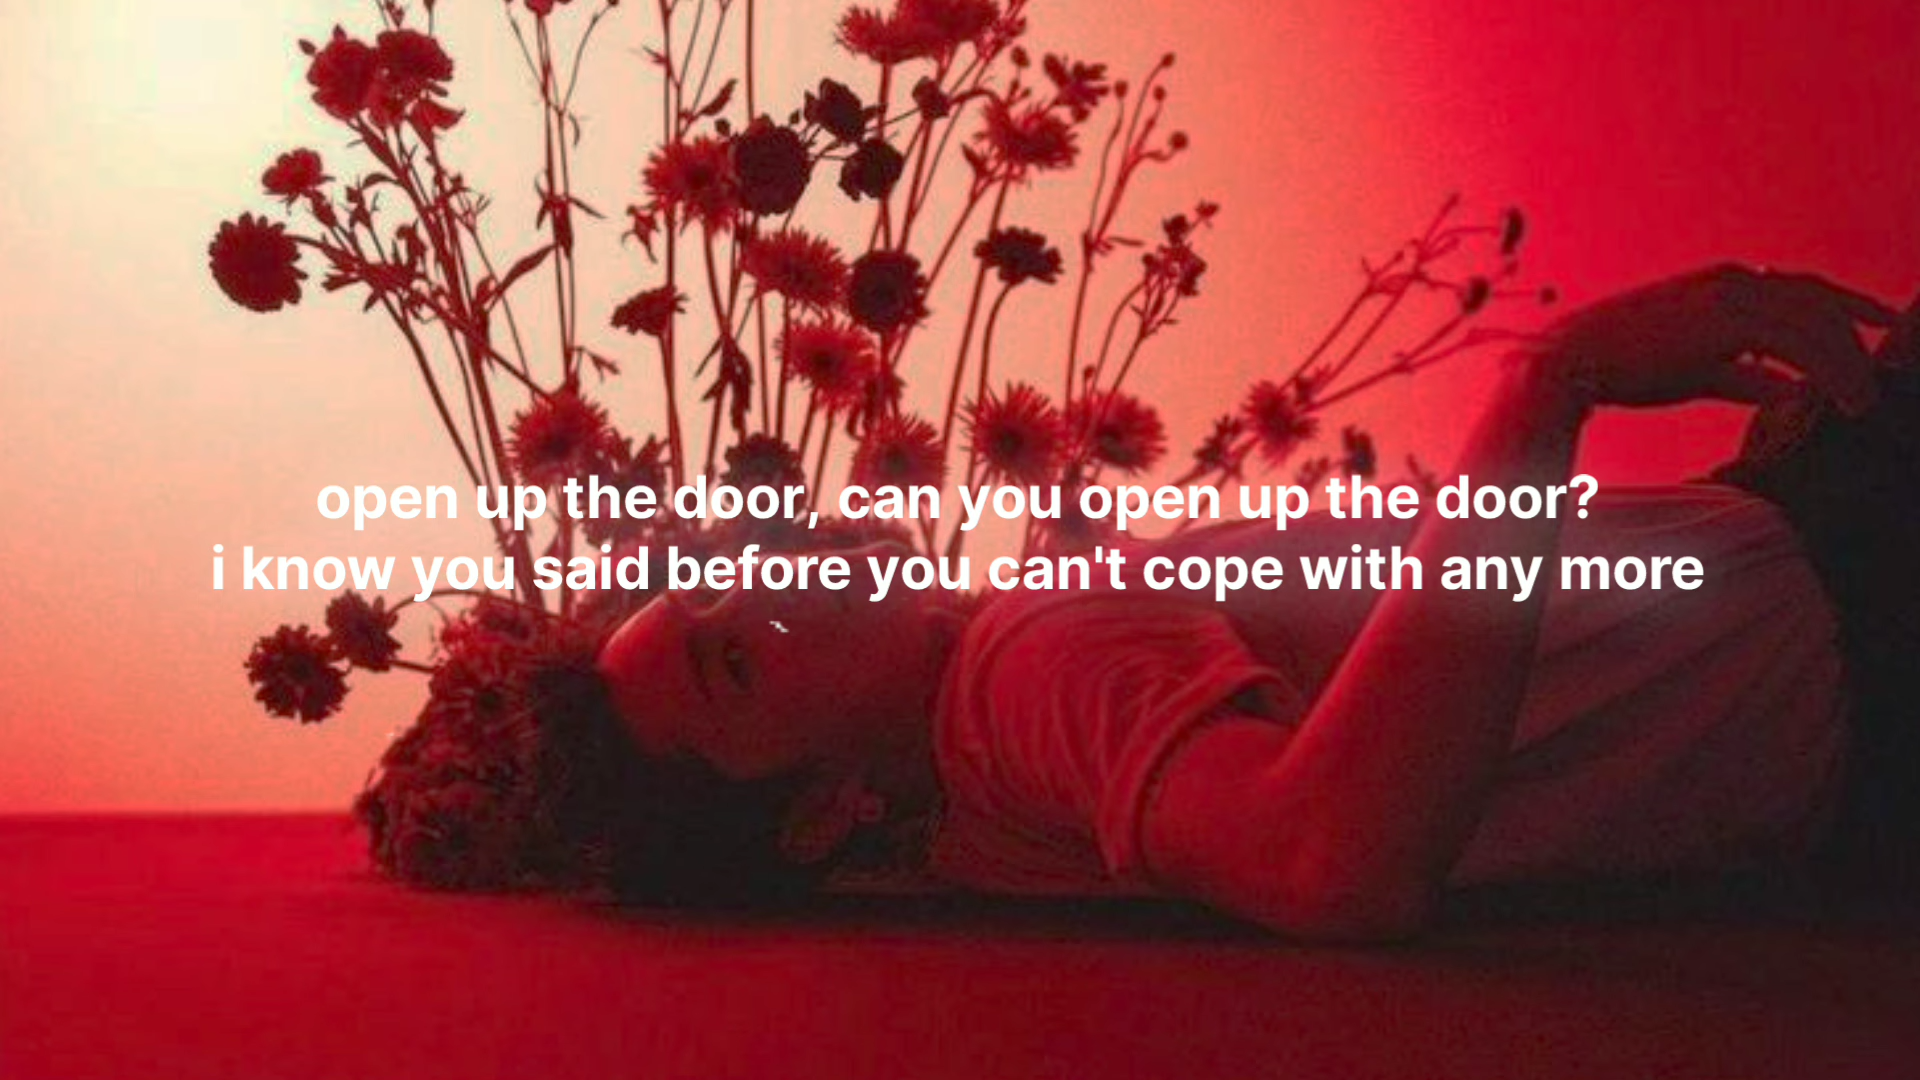 open up the door, can you open up the door?
i know you said before you can't cope with any more